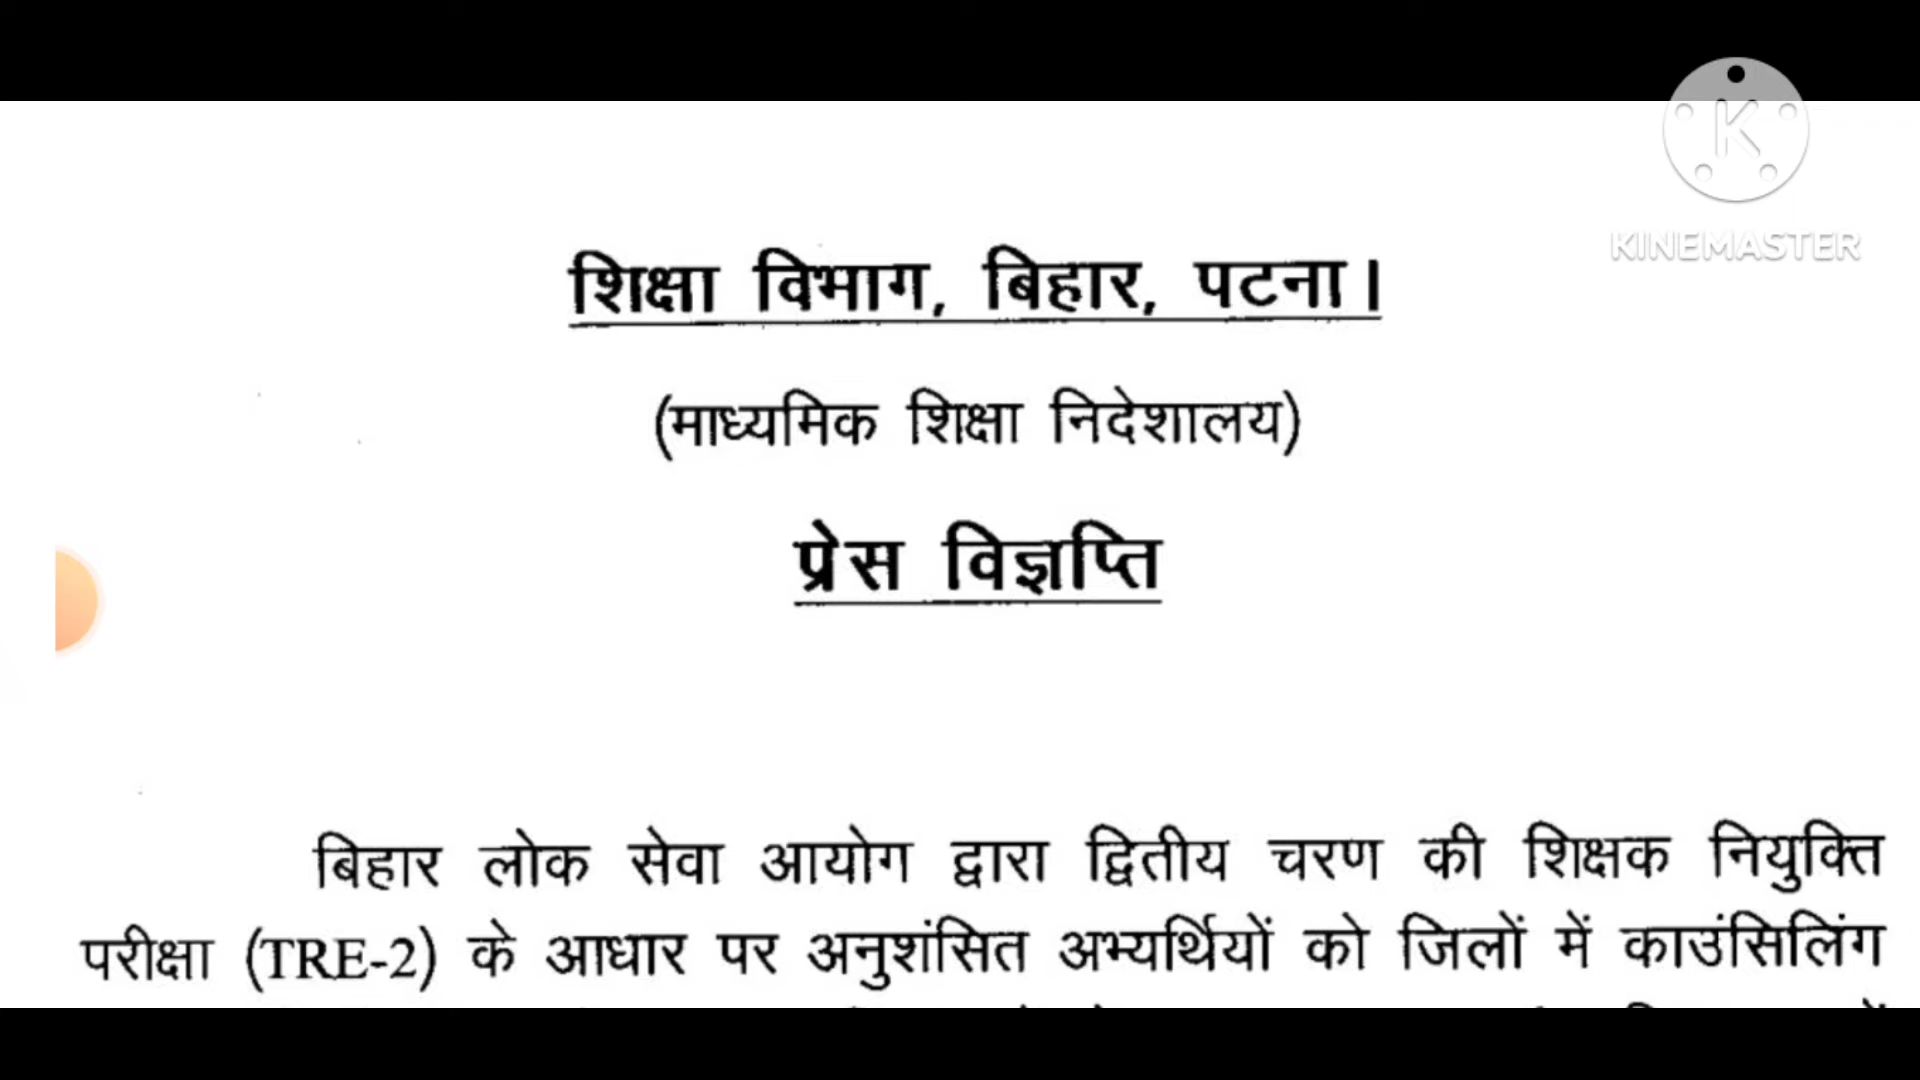 K
KINEMASTER
शिक्षा विभाग, बिहार, पटना।
(माध्यमिक शिक्षा निदेशालय)
प्रेस विज्ञप्ति
बिहार लोक सेवा आयोग द्वारा द्वितीय चरण की शिक्षक नियुक्ति
परीक्षा (TRE-2) के आधार पर अनुशंसित अभ्यर्थियों को जिलों में काउंसिलिंग